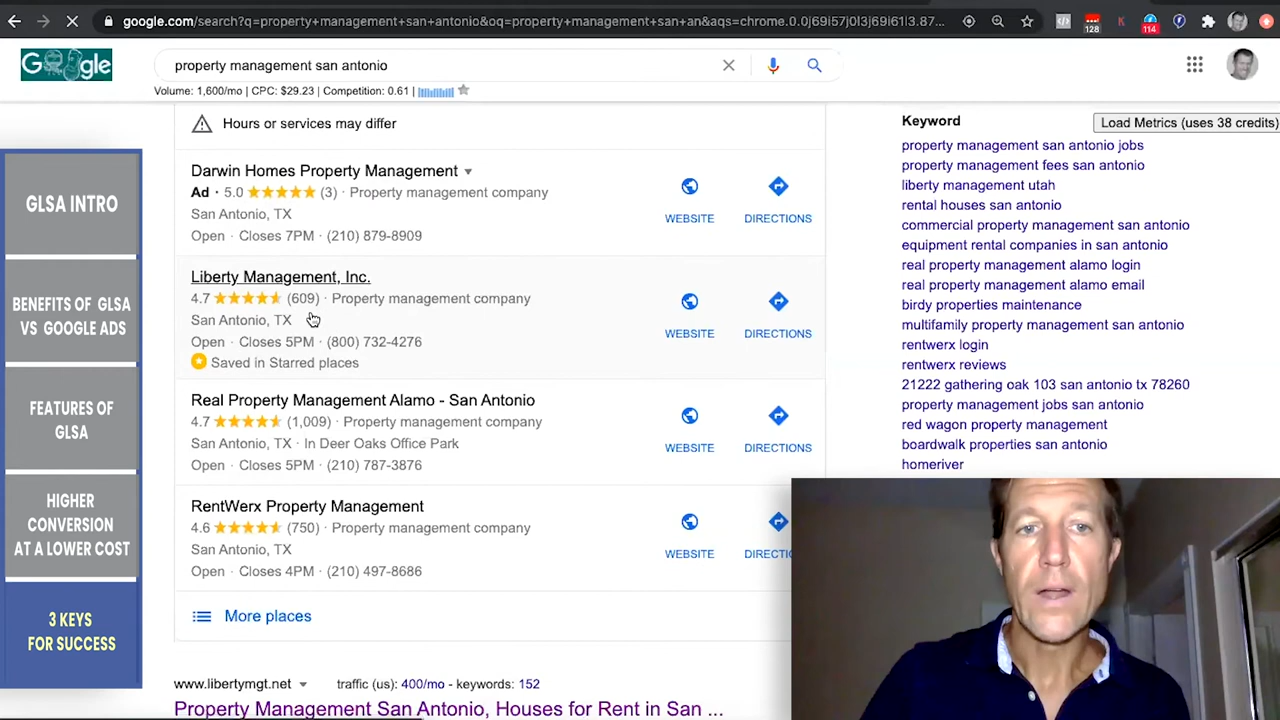 google.com/search?q=property+management+san+antonio&oq=property+management+san+an&aqs=chrome.0.0j69i57j0l3j69i61l3.87...
128
K
114
Google
property management san antonio
Volume: 1,600/mo | CPC: $29.23 | Competition: 0.61 |
Hours or services may differ
Darwin Homes Property Management
Ad · 5.0 (3) · Property management company
San Antonio, TX
Open · Closes 7PM · (210) 879-8909
WEBSITE
DIRECTIONS
Liberty Management, Inc.
4.7 (609) · Property management company
San Antonio, TX
Open · Closes 5PM · (800) 732-4276
Saved in Starred places
WEBSITE
DIRECTIONS
Real Property Management Alamo - San Antonio
4.7 (1,009) · Property management company
San Antonio, TX · In Deer Oaks Office Park
Open · Closes 5PM · (210) 787-3876
WEBSITE
DIRECTIONS
RentWerx Property Management
4.6 (750) · Property management company
San Antonio, TX
Open · Closes 4PM · (210) 497-8686
WEBSITE
DIRECTI
More places
www.libertymgt.net
traffic (us): 400/mo - keywords: 152
Property Management San Antonio, Houses for Rent in San ...
Keyword
Load Metrics (uses 38 credits)
property management san antonio jobs
property management fees san antonio
liberty management utah
rental houses san antonio
commercial property management san antonio
equipment rental companies in san antonio
real property management alamo login
real property management alamo email
birdy properties maintenance
multifamily property management san antonio
rentwerx login
rentwerx reviews
21222 gathering oak 103 san antonio tx 78260
property management jobs san antonio
red wagon property management
boardwalk properties san antonio
homeriver
GLSA INTRO
BENEFITS OF GLSA
VS GOOGLE ADS
FEATURES OF
GLSA
HIGHER
CONVERSION
AT A LOWER COST
3 KEYS
FOR SUCCESS